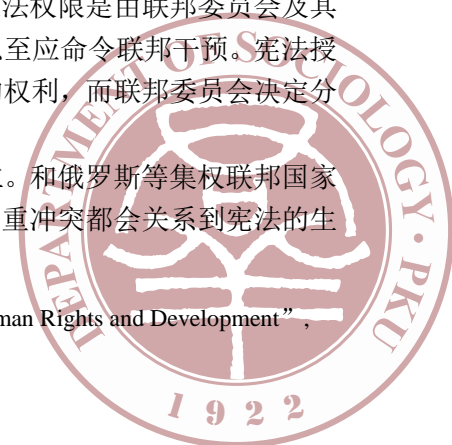 法权限是由联邦委员会及其
至应命令联邦干预。宪法授
权利，而联邦委员会决定分
。和俄罗斯等集权联邦国家
重冲突都会关系到宪法的生
man Rights and Development”,
DEPARTMENT OF SOCIOLOGY · PKU
1922